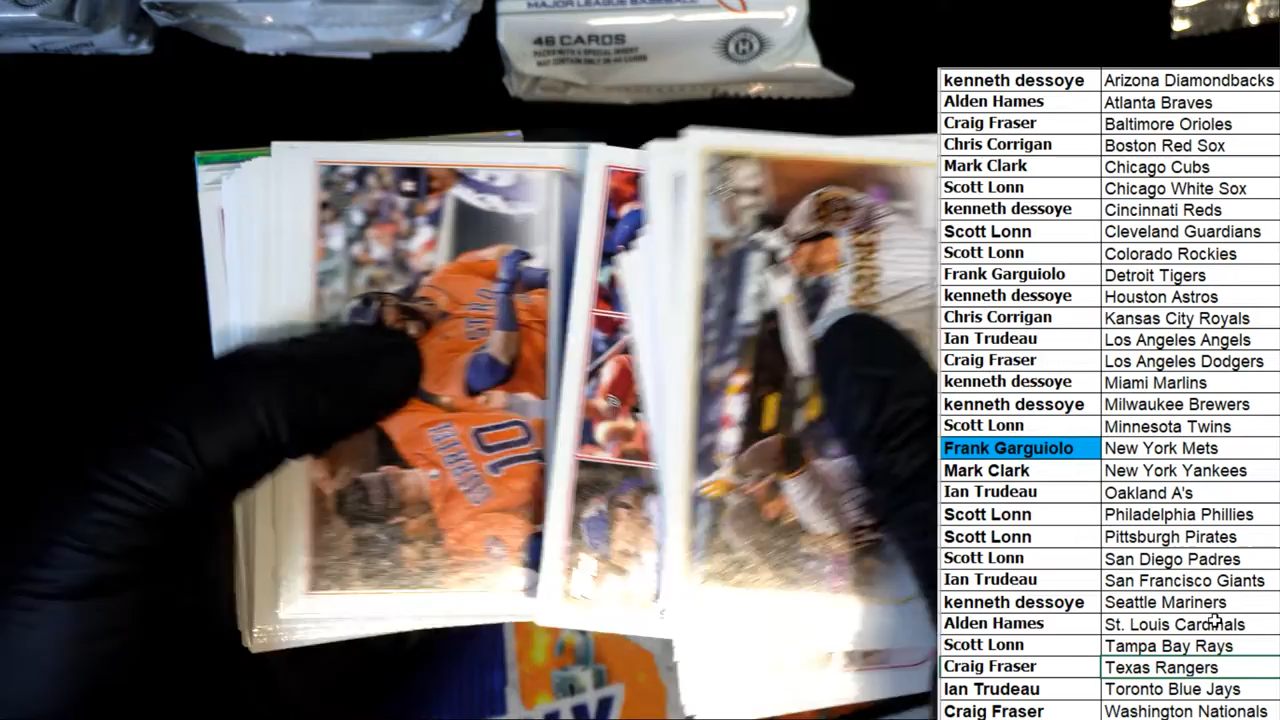 MAJOR LEAGUE BASEBALL
46 CARDS
kenneth dessoye Arizona Diamondbacks
Alden Hames Atlanta Braves
Craig Fraser Baltimore Orioles
Chris Corrigan Boston Red Sox
Mark Clark Chicago Cubs
Scott Lonn Chicago White Sox
kenneth dessoye Cincinnati Reds
Scott Lonn Cleveland Guardians
Scott Lonn Colorado Rockies
Frank Garguiolo Detroit Tigers
kenneth dessoye Houston Astros
Chris Corrigan Kansas City Royals
Ian Trudeau Los Angeles Angels
Craig Fraser Los Angeles Dodgers
kenneth dessoye Miami Marlins
kenneth dessoye Milwaukee Brewers
Scott Lonn Minnesota Twins
Frank Garguiolo New York Mets
Mark Clark New York Yankees
Ian Trudeau Oakland A's
Scott Lonn Philadelphia Phillies
Scott Lonn Pittsburgh Pirates
Scott Lonn San Diego Padres
Ian Trudeau San Francisco Giants
kenneth dessoye Seattle Mariners
Alden Hames St. Louis Cardinals
Scott Lonn Tampa Bay Rays
Craig Fraser Texas Rangers
Ian Trudeau Toronto Blue Jays
Craig Fraser Washington Nationals
10